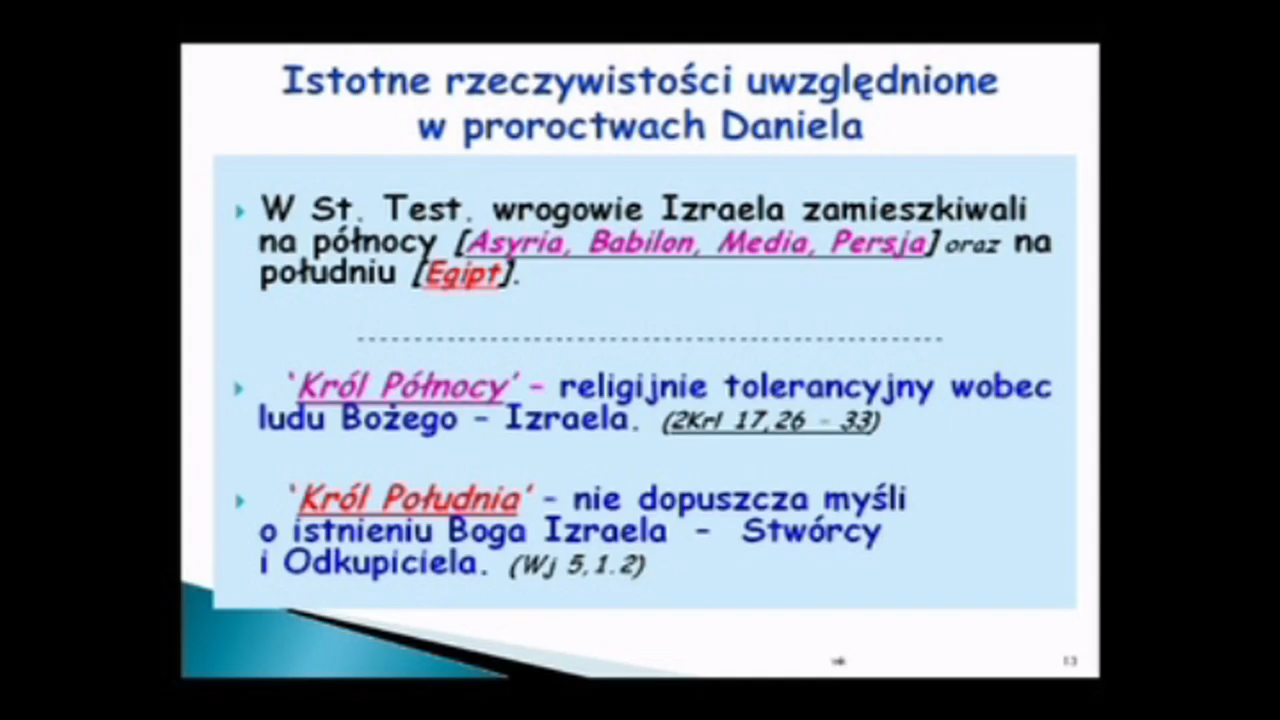 Istotne rzeczywistości uwzględnione
w proroctwach Daniela
W St. Test. wrogowie Izraela zamieszkiwali
na północy [Asyria, Babilon, Media, Persja] oraz na
południu [Egipt].
'Król Północy' – religijnie tolerancyjny wobec
ludu Bożego – Izraela. (2Krl 17,26 – 33)
'Król Południa' – nie dopuszcza myśli
o istnieniu Boga Izraela – Stwórcy
i Odkupiciela. (Wj 5,1.2)